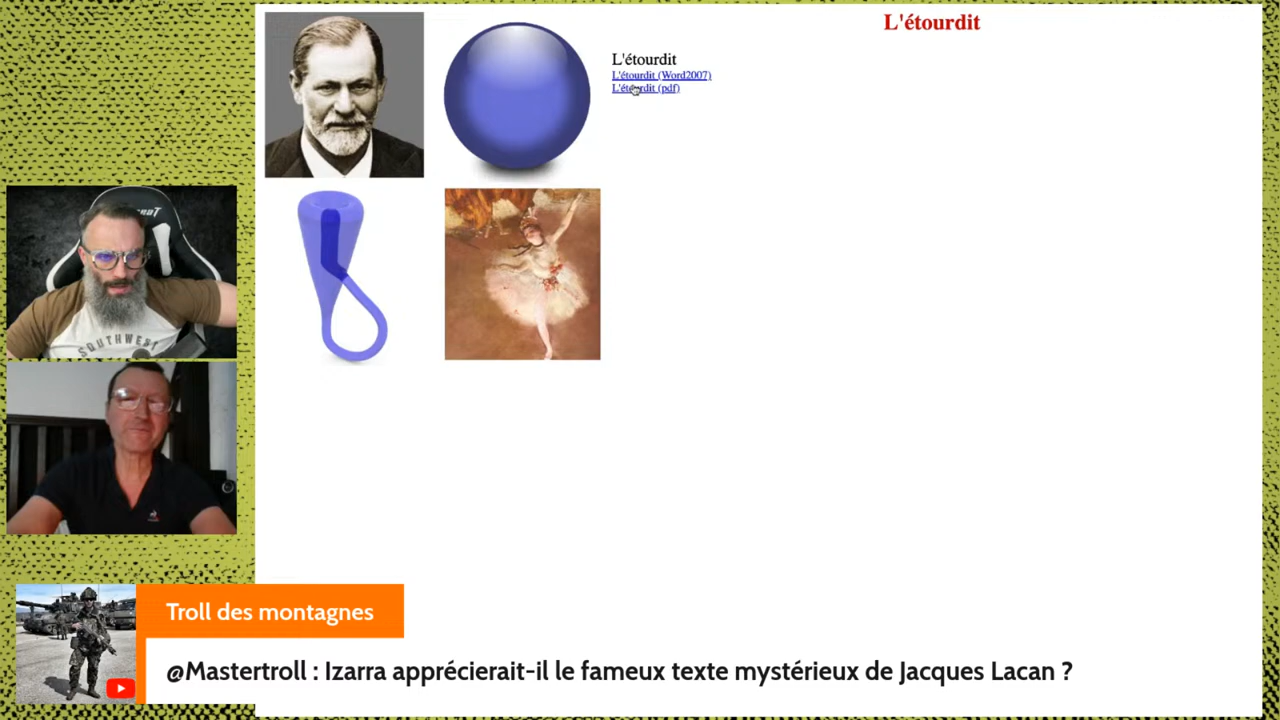 L'étourdit
L'étourdit
L'étourdit (Word2007)
L'étourdit (pdf)
SOUTHWEST
Troll des montagnes
@Mastertroll : Izarra apprécierait-il le fameux texte mystérieux de Jacques Lacan ?